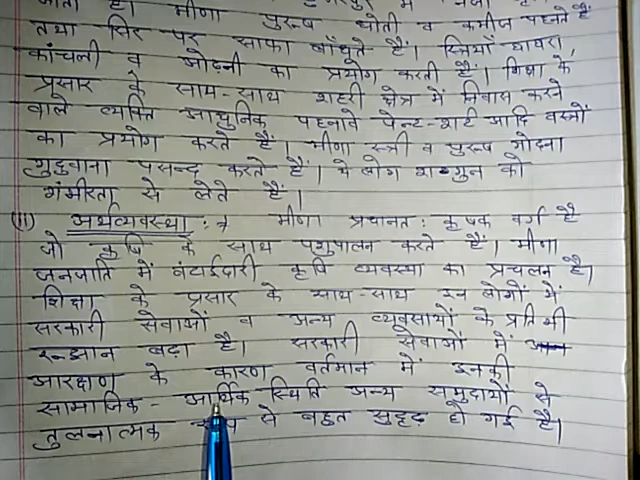 मीणा पुरुष धोती व कमीज पहनते हैं
तथा सिर पर साफा बाँधते हैं। स्त्रियाँ घाघरा,
कांचली व ओढ़नी का प्रयोग करती हैं। शिक्षा के
प्रसार के साथ-साथ शहरी क्षेत्र में निवास करने
वाले व्यक्ति आधुनिक पहनावे पेन्ट-शर्ट आदि वस्त्रों
का प्रयोग करते हैं। मीणा स्त्री व पुरुष गोदना
गुदवाना पसन्द करते हैं। ये लोग शगुन को
गंभीरता से लेते हैं।
(ii) अर्थव्यवस्था :→ मीणा प्रधानत: कृषक वर्ग है
जो कृषि के साथ पशुपालन करते हैं। मीणा
जनजाति में बंटाईदारी कृषि व्यवस्था का प्रचलन है।
शिक्षा के प्रसार के साथ-साथ इन लोगों में
सरकारी सेवाओं व अन्य व्यवसायों के प्रति भी
रुझान बढ़ा है। सरकारी सेवाओं में
आरक्षण के कारण वर्तमान में इनकी
सामाजिक - आर्थिक स्थिति अन्य समुदायों से
तुलनात्मक रूप से बहुत सुदृढ़ हो गई है।